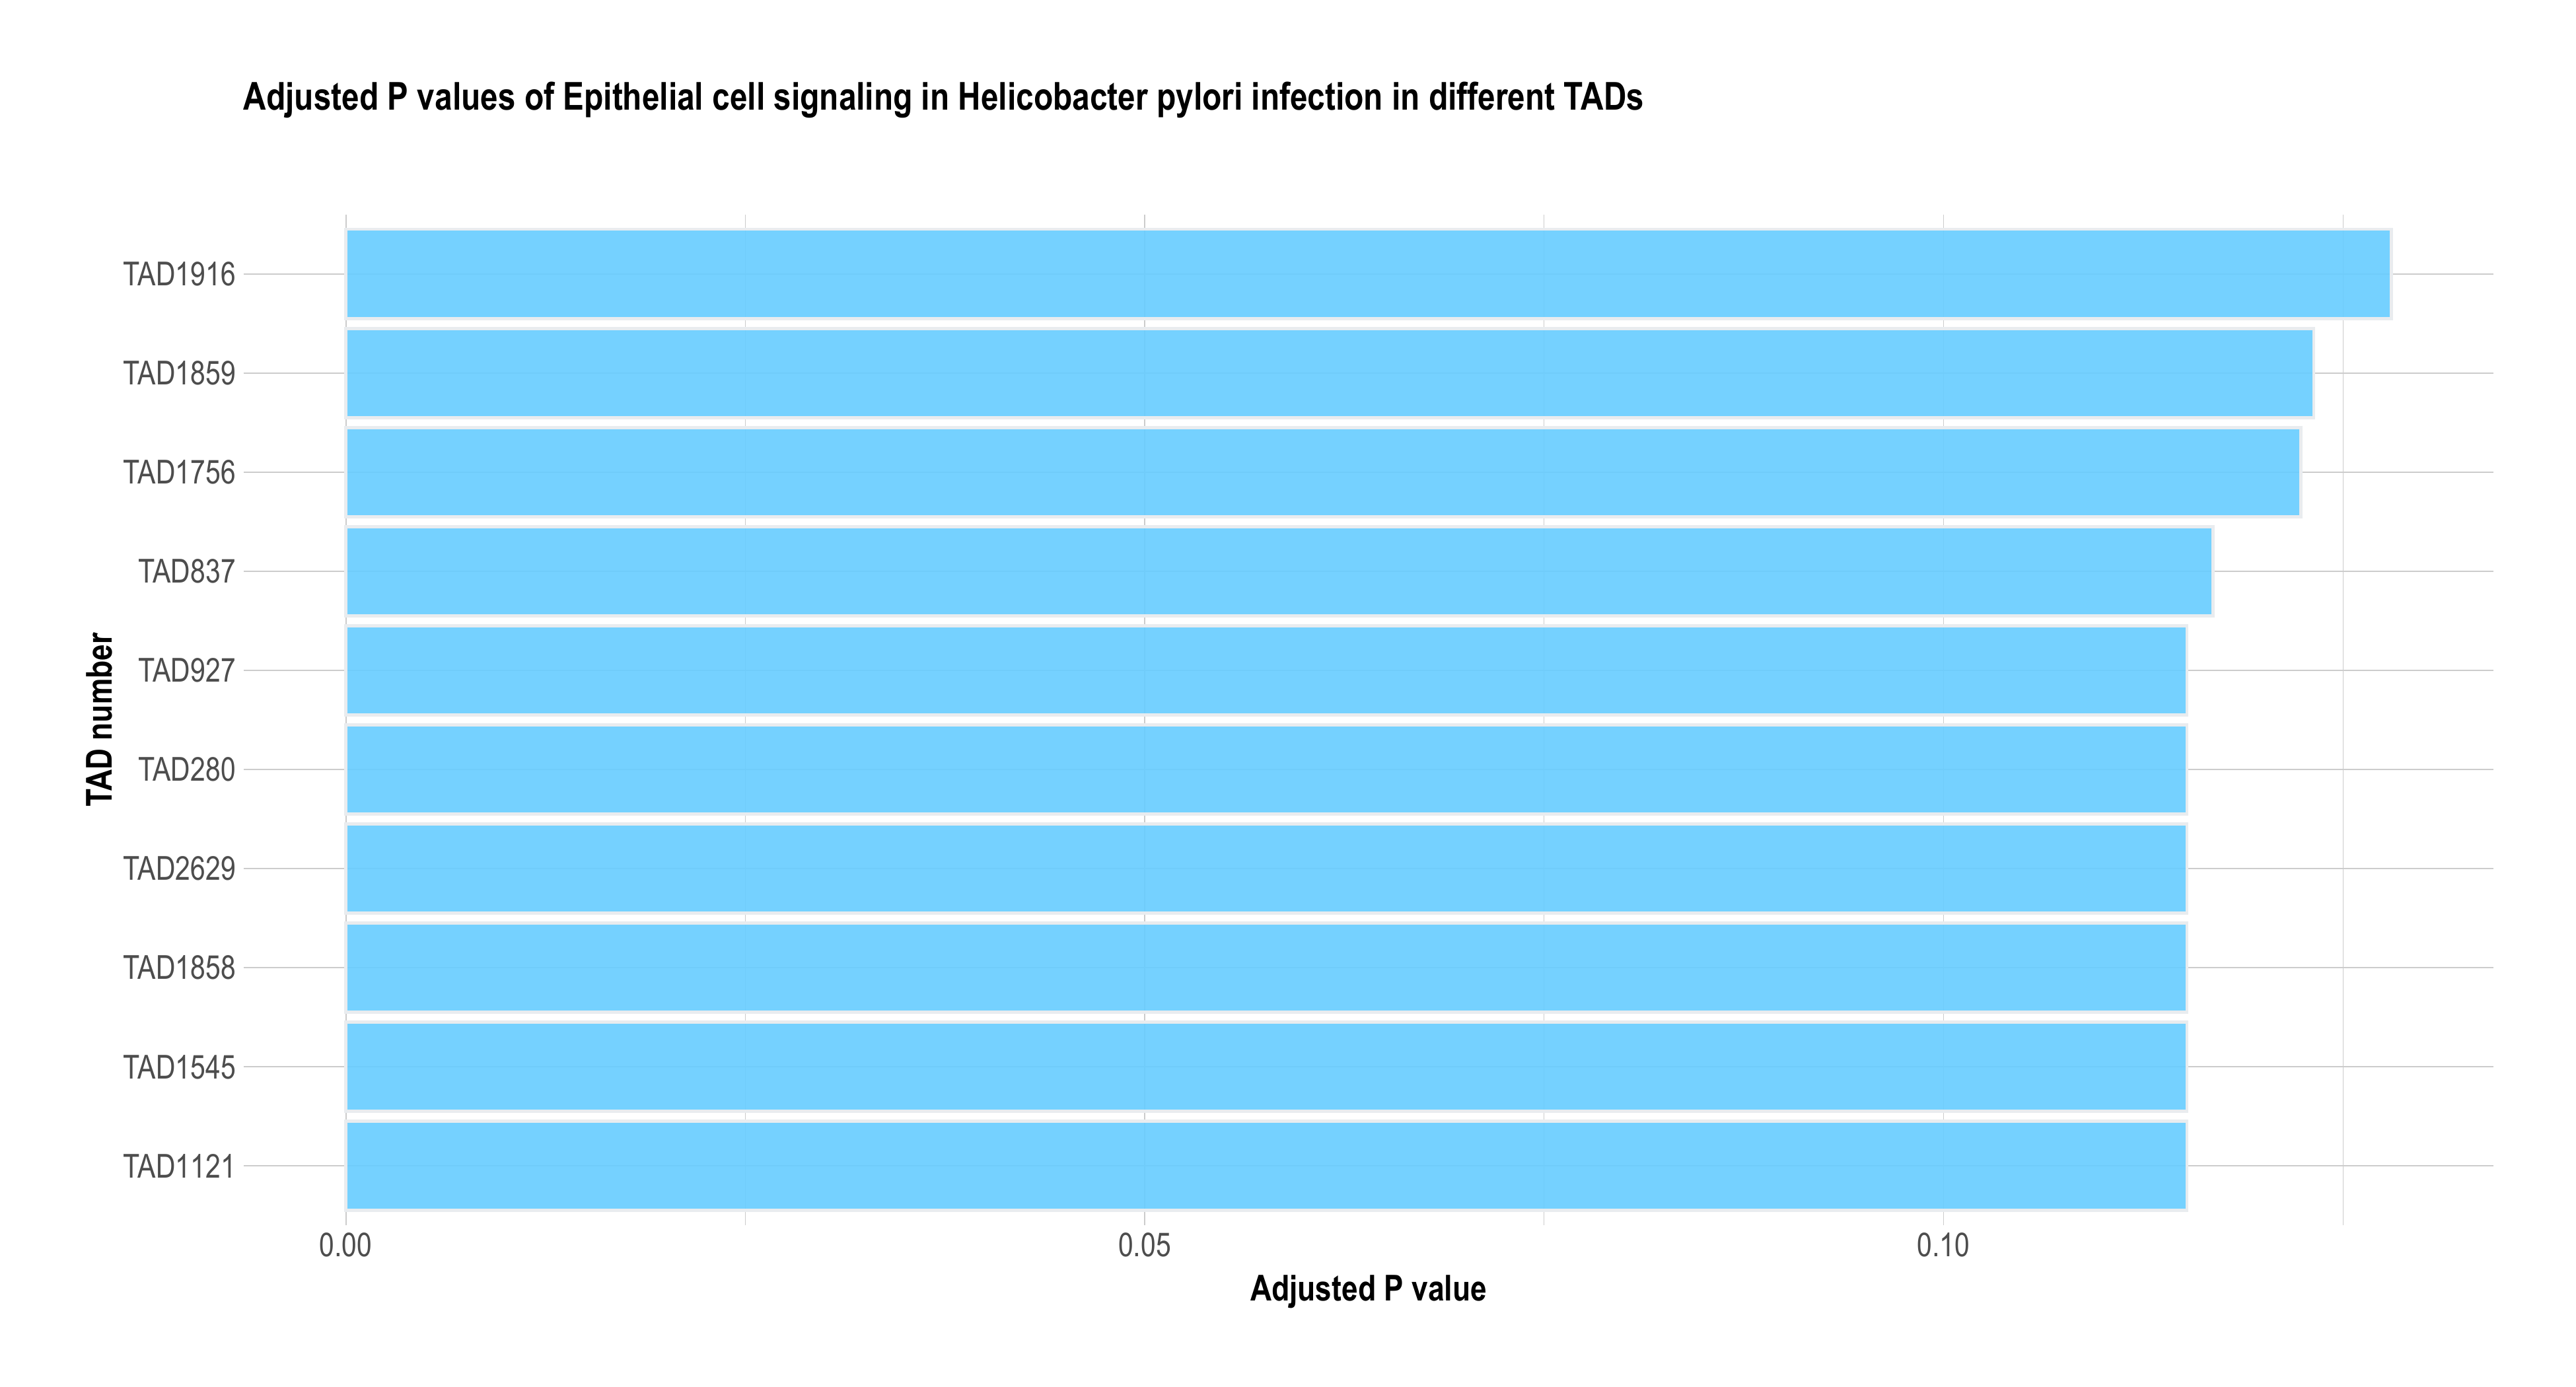 Adjusted P values of Epithelial cell signaling in Helicobacter pylori infection in different TADs
TAD1916
TAD1859
TAD1756
TAD837
TAD927
TAD280
TAD2629
TAD1858
TAD1545
TAD1121
TAD number
0.00 0.05 0.10
Adjusted P value